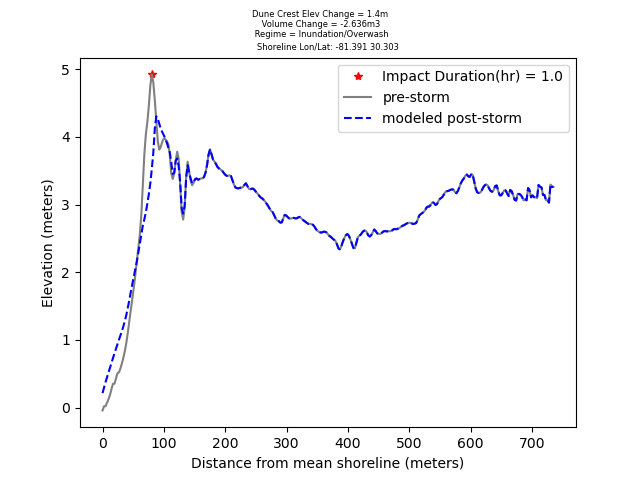 Dune Crest Elev Change = 1.4m
Volume Change = -2.636m
Regime = Inundation/Overwash
Shoreline Lon/Lat: -81.391 30.303
Impact Duration(hr) = 1.0
pre-storm
modeled post-storm
Elevation (meters)
5
4
3
2
1
0
0 100 200 300 400 500 600 700
Distance from mean shoreline (meters)